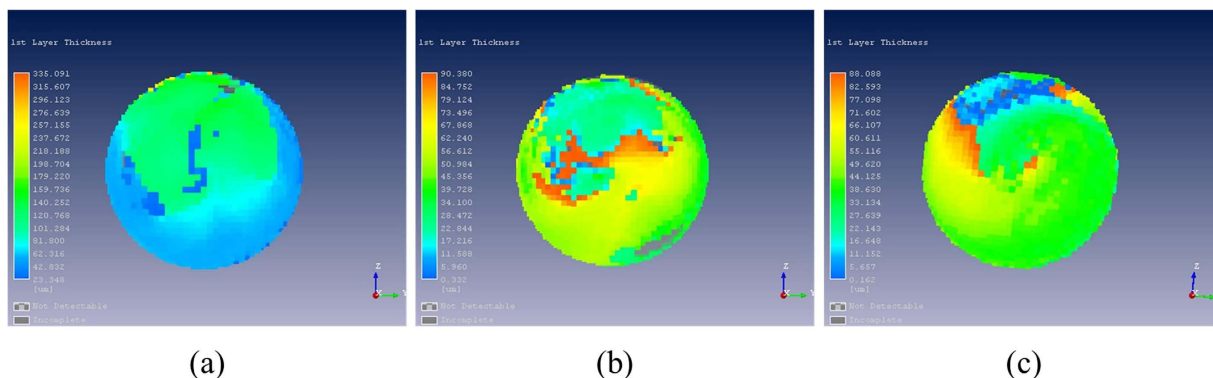 1st Layer Thickness
335.091
315.607
296.123
276.639
257.155
237.672
218.188
198.704
179.220
159.736
140.252
120.768
101.284
81.800
62.316
42.832
23.348
[um]
Not Detectable
Incomplete
Z
X
Y
(a)
1st Layer Thickness
90.380
84.752
79.124
73.496
67.868
62.240
56.612
50.984
45.356
39.728
34.100
28.472
22.844
17.216
11.588
5.960
0.332
[um]
Not Detectable
Incomplete
Z
X
Y
(b)
1st Layer Thickness
88.088
82.593
77.098
71.602
66.107
60.611
55.116
49.620
44.125
38.630
33.134
27.639
22.143
16.648
11.152
5.657
0.162
[um]
Not Detectable
Incomplete
Z
X
(c)